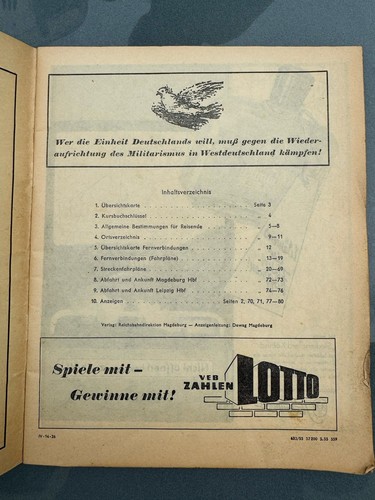 Wer die Einheit Deutschlands will, muß gegen die Wieder-
aufrichtung des Militarismus in Westdeutschland kämpfen!
Inhaltsverzeichnis
1. Übersichtskarte . . . . . Seite 3
2. Kursbuchschlüssel . . . . . „ 4
3. Allgemeine Bestimmungen für Reisende . . . . . „ 5—8
4. Ortsverzeichnis . . . . . „ 9—11
5. Übersichtskarte Fernverbindungen . . . . . „ 12
6. Fernverbindungen (Fahrpläne) . . . . . „ 13—19
7. Streckenfahrpläne . . . . . „ 20—69
8. Abfahrt und Ankunft Magdeburg Hbf . . . . . „ 72—73
9. Abfahrt und Ankunft Leipzig Hbf . . . . . „ 74—76
10. Anzeigen . . . . . Seiten 2, 70, 71, 77—80
Verlag: Reichsbahndirektion Magdeburg — Anzeigenleitung: Dewag Magdeburg
Spiele mit —
Gewinne mit!
VEB
ZAHLEN
LOTTO